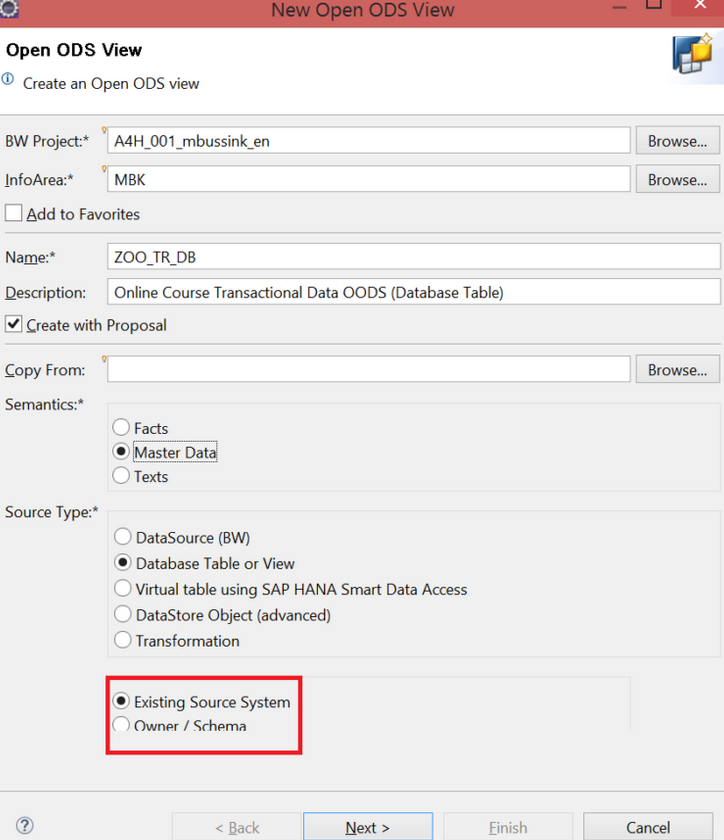 New Open ODS View
Open ODS View
Create an Open ODS view
BW Project:* A4H_001_mbussink_en Browse...
InfoArea:* MBK Browse...
Add to Favorites
Name:* ZOO_TR_DB
Description: Online Course Transactional Data OODS (Database Table)
Create with Proposal
Copy From: Browse...
Semantics:*
Facts
Master Data
Texts
Source Type:*
DataSource (BW)
Database Table or View
Virtual table using SAP HANA Smart Data Access
DataStore Object (advanced)
Transformation
Existing Source System
Owner / Schema
< Back Next > Finish Cancel